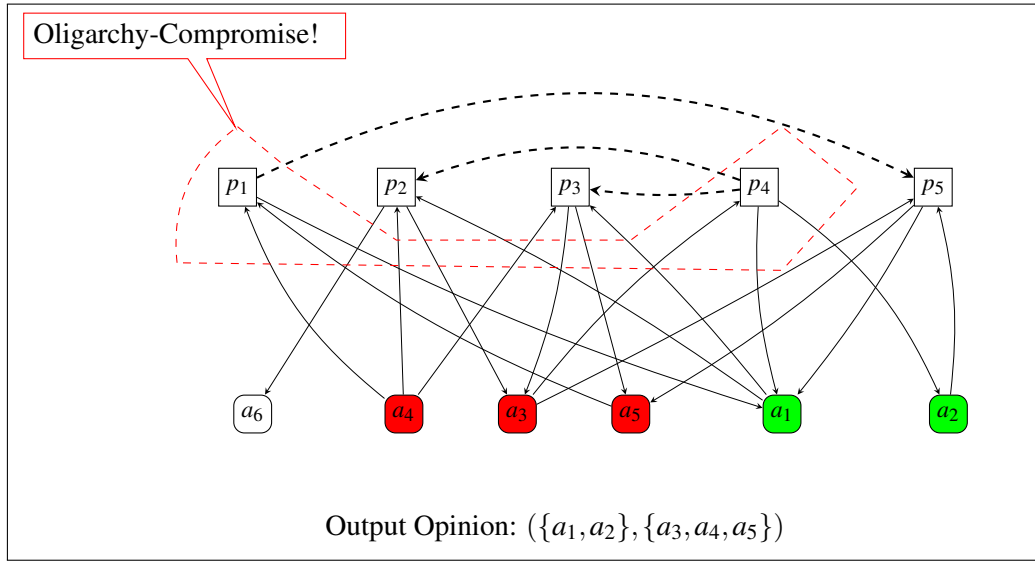 Oligarchy-Compromise!
p₁ p₂ p₃ p₄ p₅
a₆ a₄ a₃ a₅ a₁ a₂
Output Opinion: ({a₁,a₂},{a₃,a₄,a₅})